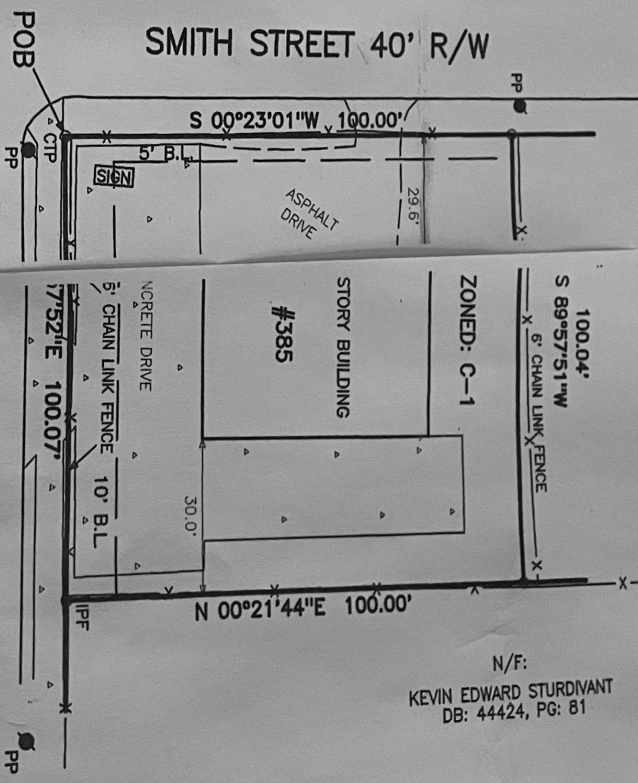 SMITH STREET 40' R/W
POB
PP
S 00°23'01"W 100.00'
CTP
PP
5' B.L.
SIGN
ASPHALT
DRIVE
29.6'
100.04'
S 89°57'51"W
6' CHAIN LINK FENCE
ZONED: C-1
STORY BUILDING
#385
NCRETE DRIVE
6' CHAIN LINK FENCE
10' B.L.
52"E 100.07'
30.0'
IPF
N 00°21'44"E 100.00'
N/F:
KEVIN EDWARD STURDIVANT
DB: 44424, PG: 81
PP